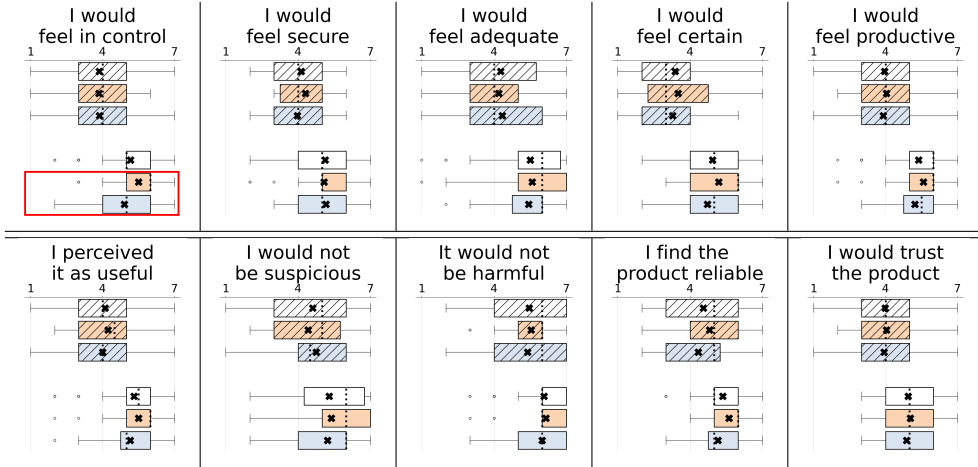 I would
feel in control
1 4 7
I would
feel secure
4 7
I would
feel adequate
1 4 7
I would
feel certain
1 4 7
I would
feel productive
4 7
I perceived
it as useful
1 4 7
I would not
be suspicious
1 4 7
It would not
be harmful
4 7
I find the
product reliable
1 4 7
I would trust
the product
1 4 7